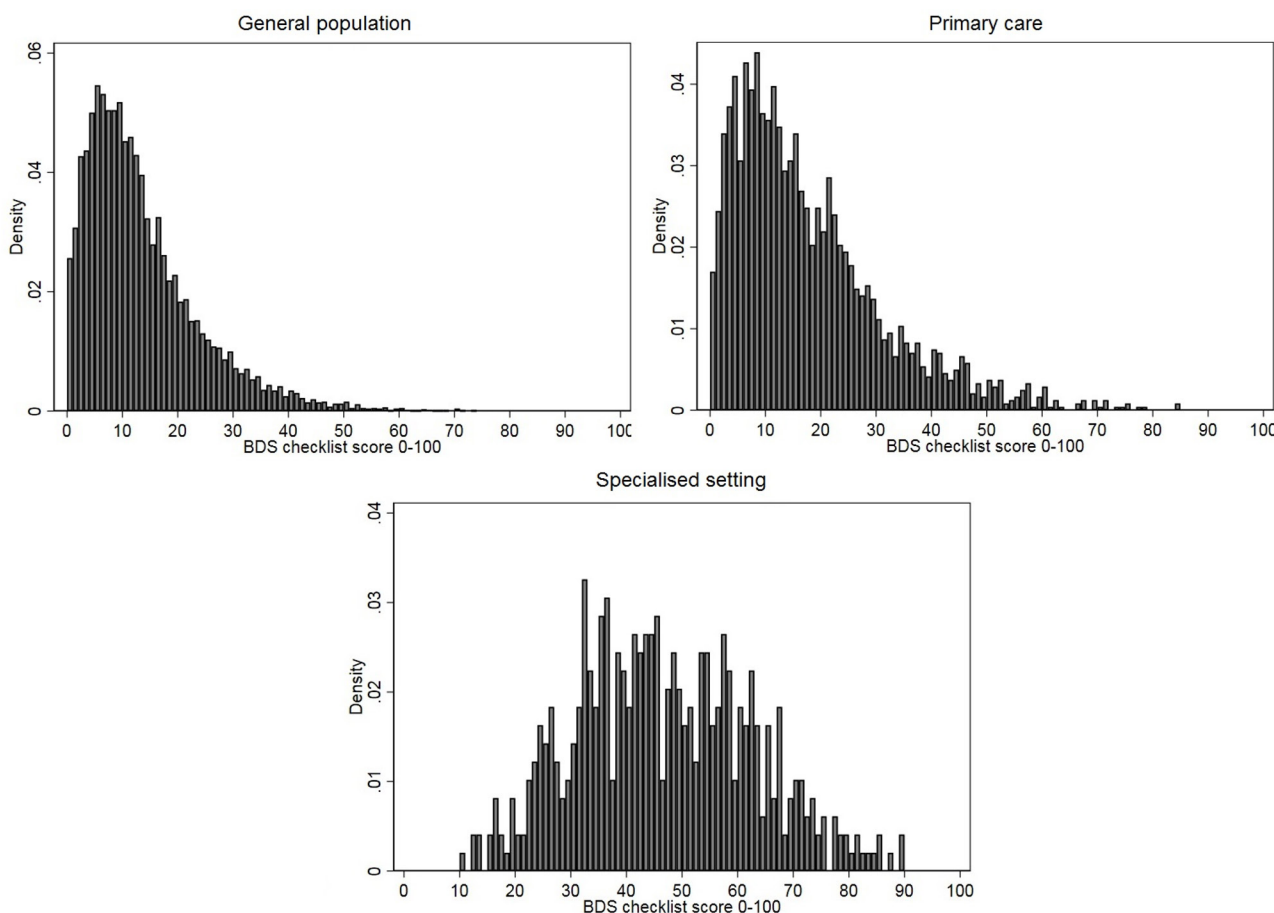 General population
.06
.04
.02
0
Density
0 10 20 30 40 50 60 70 80 90 100
BDS checklist score 0-100
Primary care
.04
.03
.02
.01
0
Density
0 10 20 30 40 50 60 70 80 90 100
BDS checklist score 0-100
Specialised setting
.04
.03
.02
.01
0
Density
0 10 20 30 40 50 60 70 80 90 100
BDS checklist score 0-100